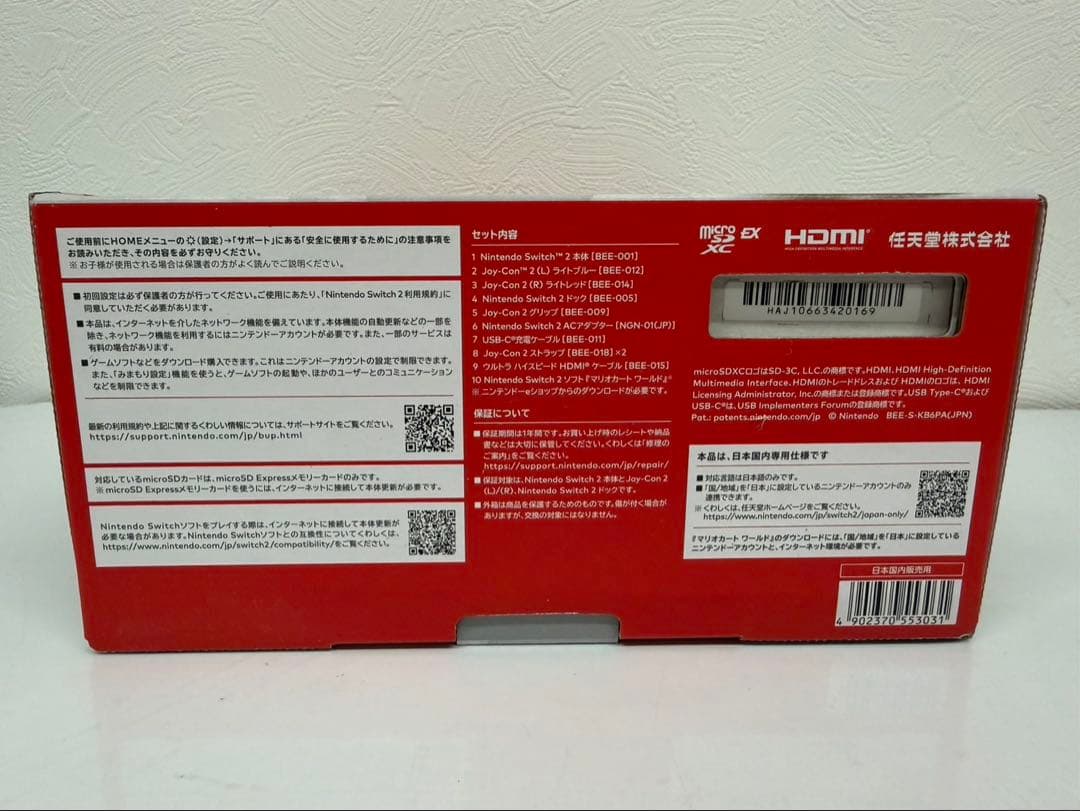 ご使用前にHOMEメニューの(設定)→「サポート」にある「安全に使用するために」の注意事項を
お読みいただき、その内容を必ずお守りください。
※お子様が使用される場合は保護者の方がよく読んでご説明ください。
■初回設定は必ず保護者の方が行ってください。ご使用にあたり、「Nintendo Switch 2 利用規約」に
同意していただく必要があります。
■本品は、インターネットを介したネットワーク機能を備えています。本体機能の自動更新などの一部を
除き、ネットワーク機能を利用するにはニンテンドーアカウントが必要です。また、一部のサービスは
有料の場合があります。
■ゲームソフトなどをダウンロード購入できます。これはニンテンドーアカウントの設定で制限できます。
また、「みまもり設定」機能を使うと、ゲームソフトの起動や、ほかのユーザーとのコミュニケーション
などを制限できます。
最新の利用規約や上記に関するくわしい情報については、サポートサイトをご覧ください。
https://support.nintendo.com/jp/bup.html
対応しているmicroSDカードは、microSD Expressメモリーカードのみです。
※microSD Expressメモリーカードを使うには、インターネットに接続して本体更新が必要です。
Nintendo Switchソフトをプレイする際は、インターネットに接続して本体更新が
必要な場合があります。Nintendo Switchソフトとの互換性についてくわしくは、
https://www.nintendo.com/jp/switch2/compatibility/をご覧ください。
セット内容
1 Nintendo Switch™ 2 本体 [BEE-001]
2 Joy-Con™ 2 (L) ライトブルー [BEE-012]
3 Joy-Con 2 (R) ライトレッド [BEE-014]
4 Nintendo Switch 2 ドック [BEE-005]
5 Joy-Con 2 グリップ [BEE-009]
6 Nintendo Switch 2 ACアダプター [NGN-01(JP)]
7 USB-C®充電ケーブル [BEE-011]
8 Joy-Con 2 ストラップ [BEE-018]×2
9 ウルトラ ハイスピード HDMI® ケーブル [BEE-015]
10 Nintendo Switch 2 ソフト『マリオカート ワールド』※
※ ニンテンドーeショップからのダウンロードが必要です。
保証について
■保証期間は1年間です。お買い上げ時のレシートや納品
書などは大切に保管してください。くわしくは「修理の
ご案内」をご覧ください。
https://support.nintendo.com/jp/repair/
■保証対象は、Nintendo Switch 2 本体とJoy-Con 2
(L)/(R)、Nintendo Switch 2 ドックです。
■外箱は商品を保護するためのものです。傷が付く場合が
ありますが、交換の対象にはなりません。
micro SD XC EX
HDMI®
HIGH-DEFINITION MULTIMEDIA INTERFACE
任天堂株式会社
HAJ10663420169
microSDXCロゴはSD-3C, LLC.の商標です。HDMI、HDMI High-Definition
Multimedia Interface、HDMIのトレードドレスおよび HDMIのロゴは、HDMI
Licensing Administrator, Inc.の商標または登録商標です。USB Type-C®および
USB-C®は、USB Implementers Forumの登録商標です。
Pat.: patents.nintendo.com/jp © Nintendo BEE-S-KB6PA(JPN)
本品は、日本国内専用仕様です
■対応言語は日本語のみです。
■「国/地域」を「日本」に設定しているニンテンドーアカウントのみ
連携できます。
※くわしくは、任天堂ホームページをご覧ください。
https://www.nintendo.com/jp/switch2/japan-only/
『マリオカート ワールド』のダウンロードには、「国/地域」を「日本」に設定している
ニンテンドーアカウントと、インターネット環境が必要です。
日本国内販売用
4 902370 553031